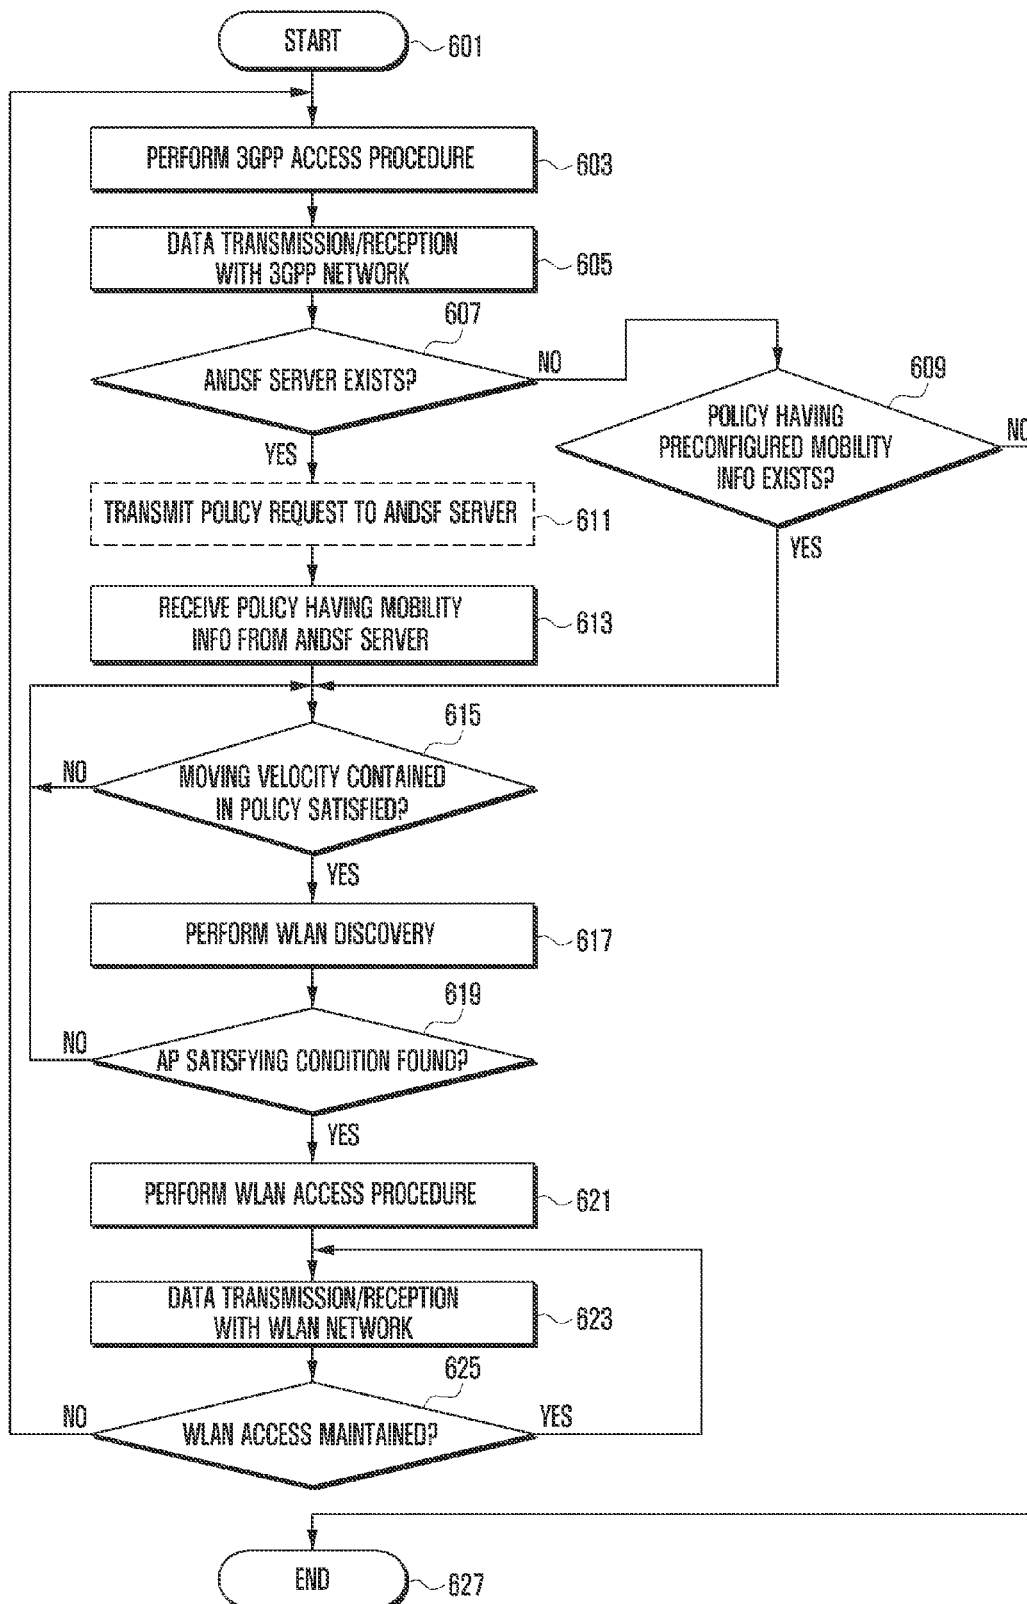 START
601
PERFORM 3GPP ACCESS PROCEDURE
603
DATA TRANSMISSION/RECEPTION
WITH 3GPP NETWORK
605
607
ANDSF SERVER EXISTS?
NO
YES
609
POLICY HAVING
PRECONFIGURED MOBILITY
INFO EXISTS?
NO
YES
TRANSMIT POLICY REQUEST TO ANDSF SERVER
611
RECEIVE POLICY HAVING MOBILITY
INFO FROM ANDSF SERVER
613
615
MOVING VELOCITY CONTAINED
IN POLICY SATISFIED?
NO
YES
PERFORM WLAN DISCOVERY
617
619
AP SATISFYING CONDITION FOUND?
NO
YES
PERFORM WLAN ACCESS PROCEDURE
621
DATA TRANSMISSION/RECEPTION
WITH WLAN NETWORK
623
625
WLAN ACCESS MAINTAINED?
NO
YES
END
627